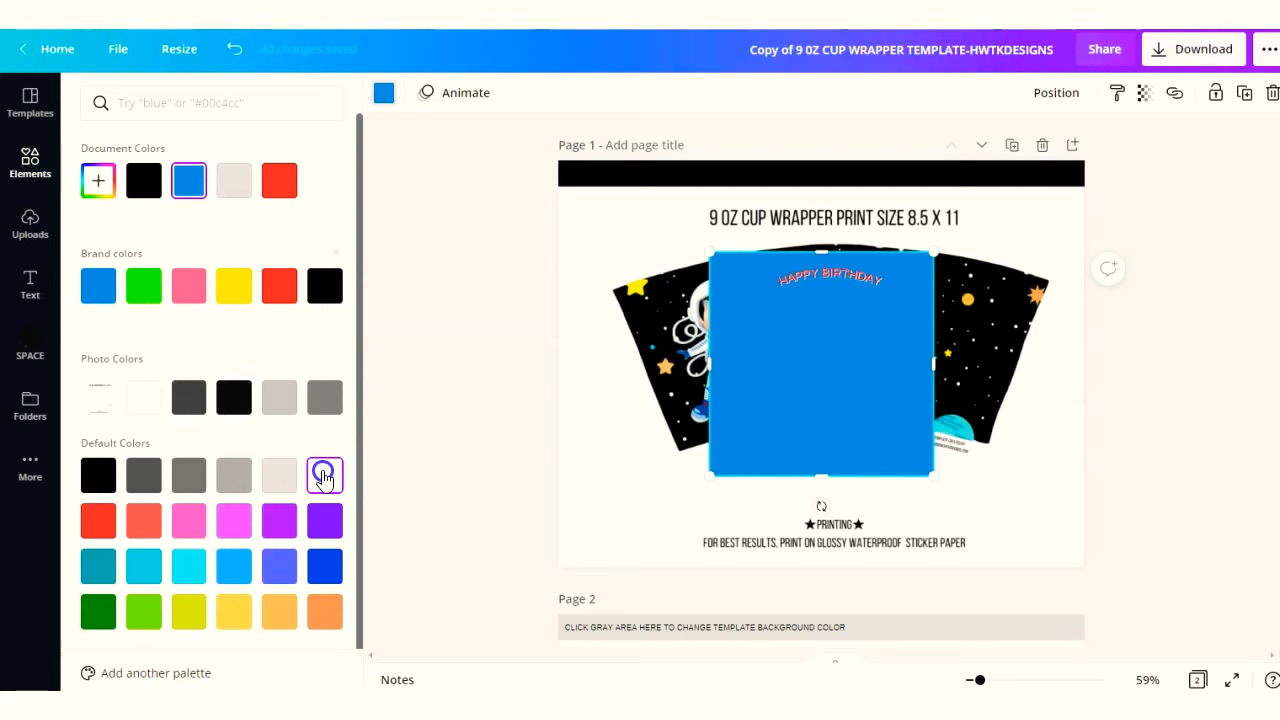 Home File Resize All changes saved Copy of 9 OZ CUP WRAPPER TEMPLATE-HWTKDESIGNS Share Download
Templates
Elements
Uploads
Text
SPACE
Folders
More
Try "blue" or "#00c4cc"
Document Colors
Brand colors
Photo Colors
Default Colors
Add another palette
Animate
Position
Page 1 - Add page title
9 OZ CUP WRAPPER PRINT SIZE 8.5 X 11
HAPPY BIRTHDAY
★PRINTING★
FOR BEST RESULTS, PRINT ON GLOSSY WATERPROOF STICKER PAPER
Page 2
CLICK GRAY AREA HERE TO CHANGE TEMPLATE BACKGROUND COLOR
Notes
59%
2
?